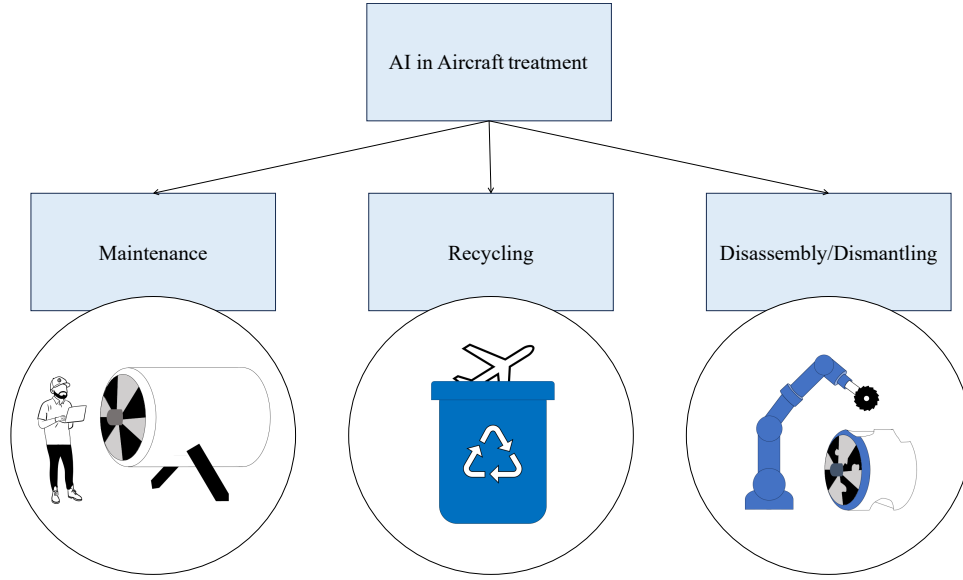 AI in Aircraft treatment
Maintenance
Recycling
Disassembly/Dismantling